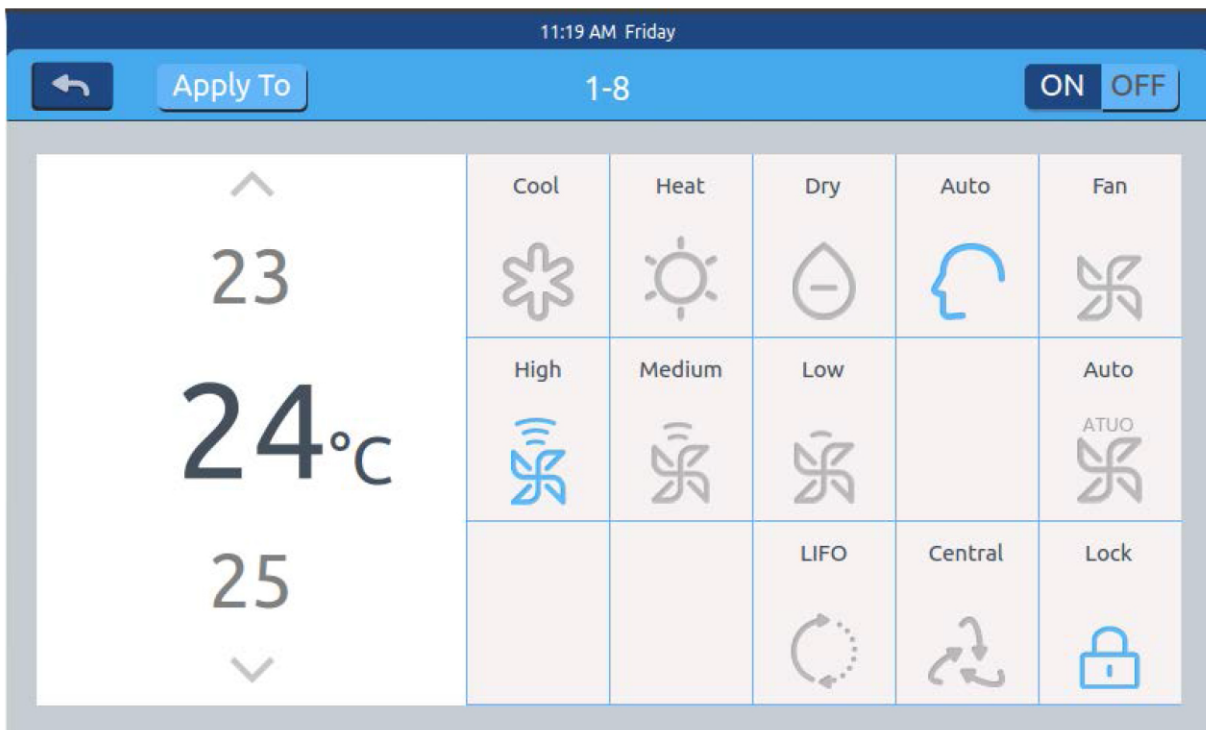 11:19 AM Friday
Apply To 1-8 ON OFF
Cool Heat Dry Auto Fan
23
High Medium Low Auto
ATUO
24°C
LIFO Central Lock
25